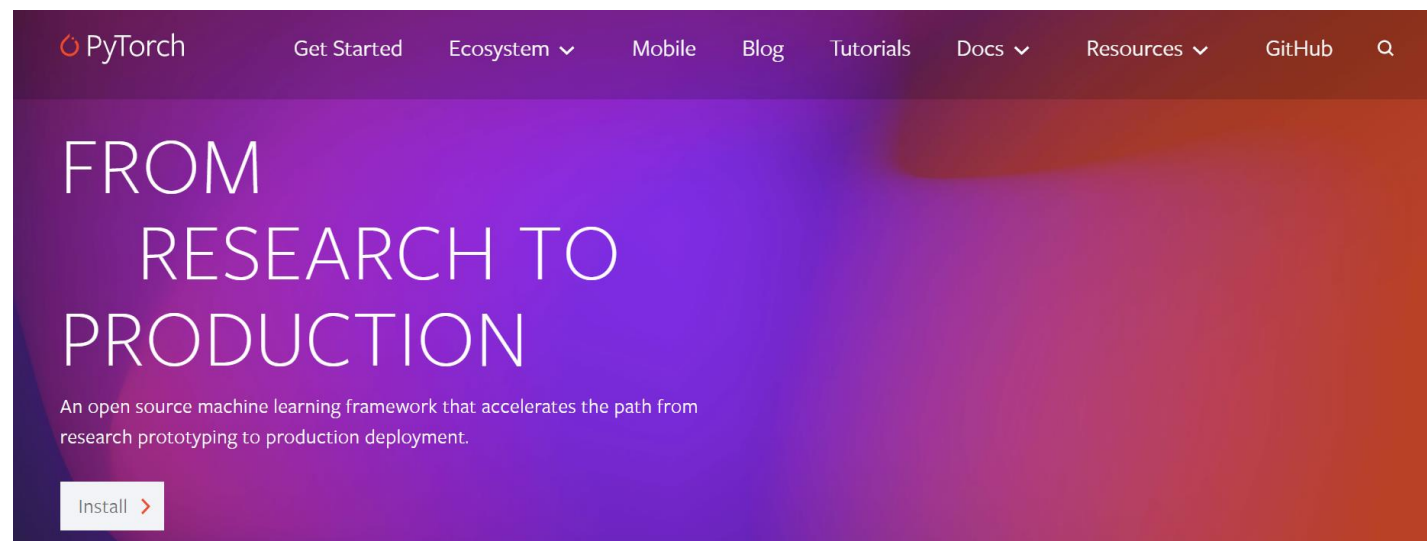 PyTorch Get Started Ecosystem Mobile Blog Tutorials Docs Resources GitHub
FROM
RESEARCH TO
PRODUCTION
An open source machine learning framework that accelerates the path from
research prototyping to production deployment.
Install